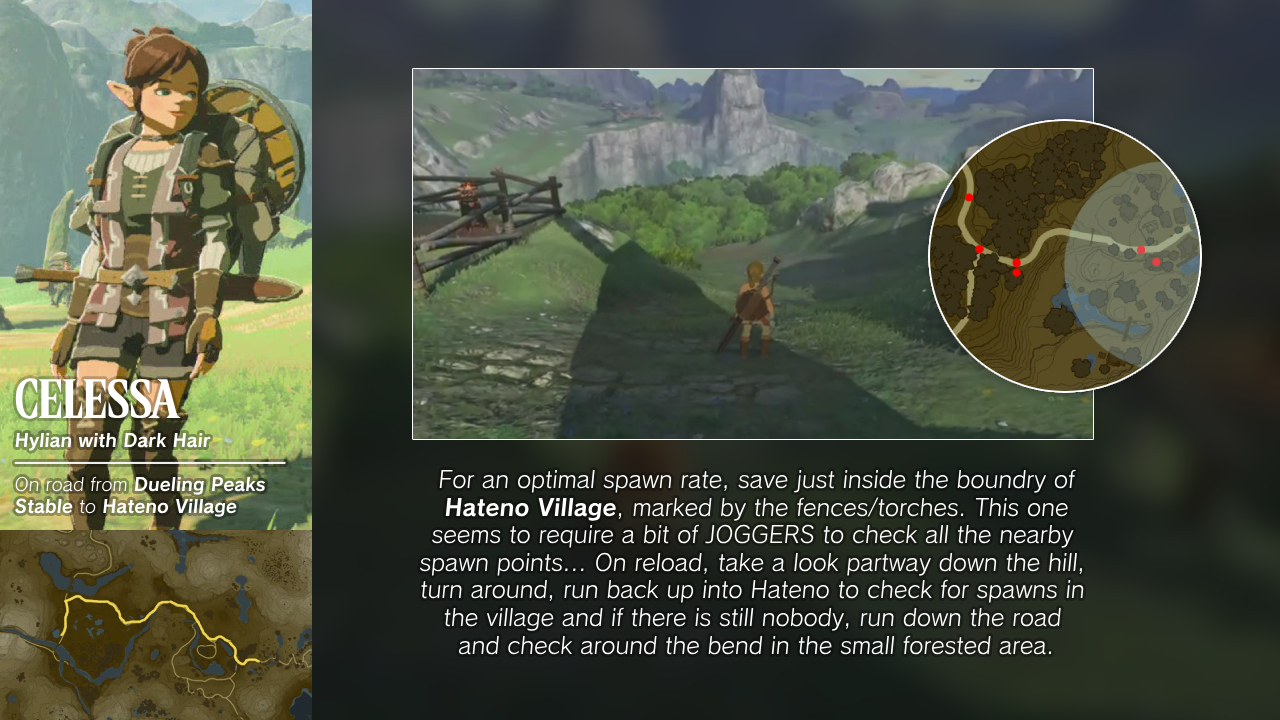 CELESSA
Hylian with Dark Hair
On road from Dueling Peaks
Stable to Hateno Village
For an optimal spawn rate, save just inside the boundry of
Hateno Village, marked by the fences/torches. This one
seems to require a bit of JOGGERS to check all the nearby
spawn points... On reload, take a look partway down the hill,
turn around, run back up into Hateno to check for spawns in
the village and if there is still nobody, run down the road
and check around the bend in the small forested area.